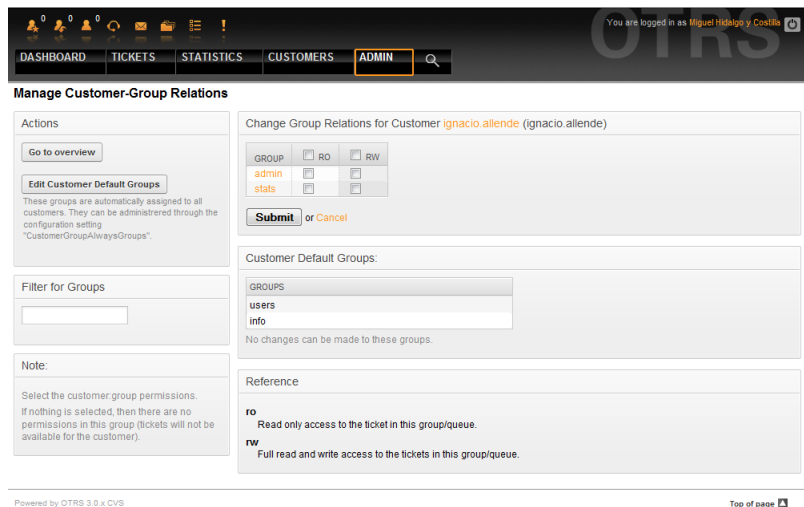 0 0 0
OTRS
You are logged in as Miguel Hidalgo y Costilla
DASHBOARD TICKETS STATISTICS CUSTOMERS ADMIN
Manage Customer-Group Relations
Actions
Go to overview
Edit Customer Default Groups
These groups are automatically assigned to all
customers. They can be administrered through the
configuration setting
"CustomerGroupAlwaysGroups".
Filter for Groups
Note:
Select the customer:group permissions.
If nothing is selected, then there are no
permissions in this group (tickets will not be
available for the customer).
Change Group Relations for Customer ignacio.allende (ignacio.allende)
GROUP RO RW
admin
stats
Submit or Cancel
Customer Default Groups:
GROUPS
users
info
No changes can be made to these groups.
Reference
ro
Read only access to the ticket in this group/queue.
rw
Full read and write access to the tickets in this group/queue.
Powered by OTRS 3.0.x CVS
Top of page